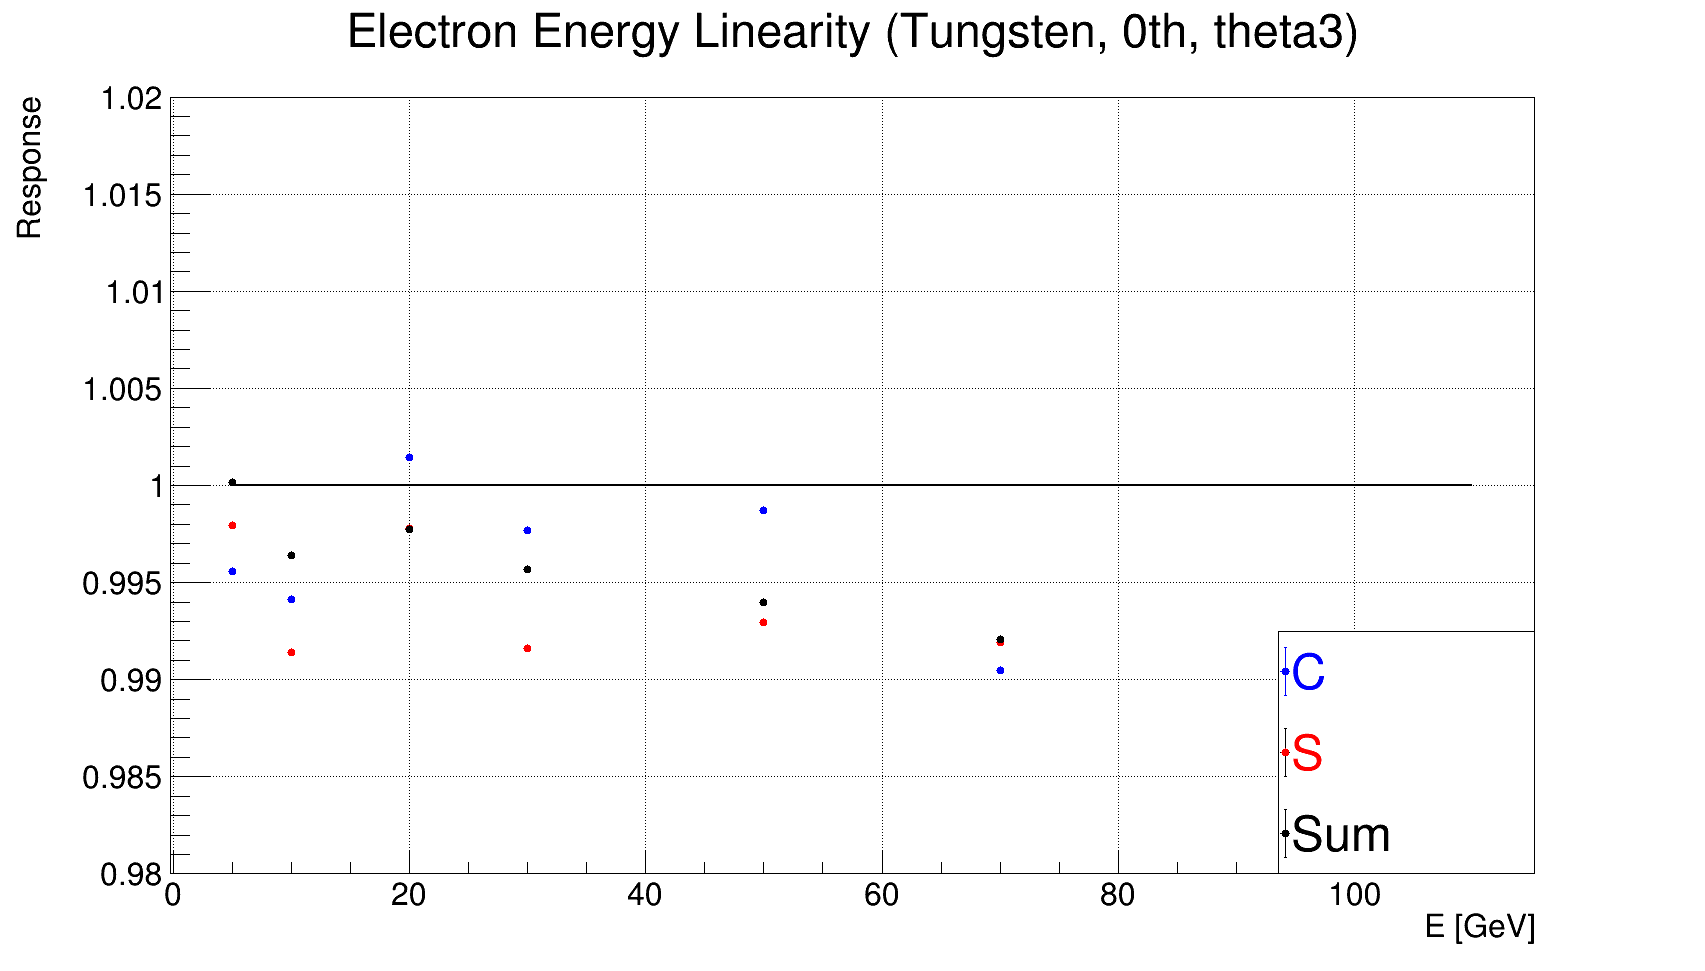 Electron Energy Linearity (Tungsten, 0th, theta3)
Response
1.02
1.015
1.01
1.005
1
0.995
0.99
0.985
0.98
0 20 40 60 80 100
E [GeV]
C
S
Sum